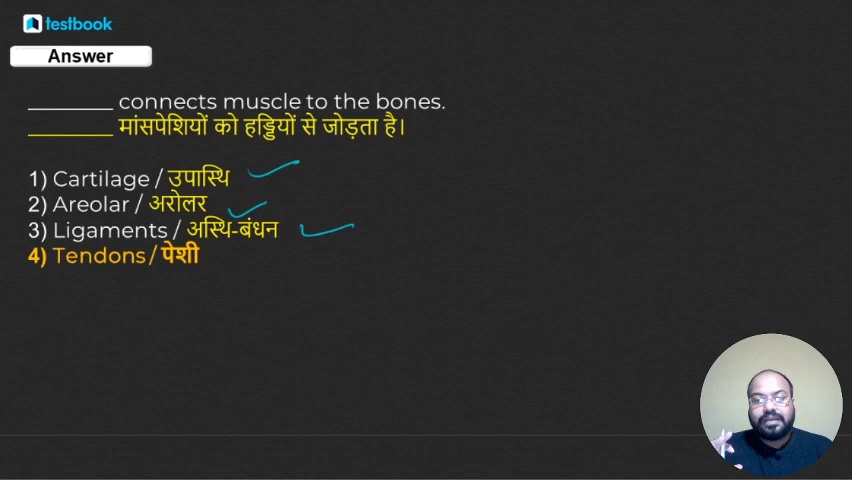 testbook
Answer
________ connects muscle to the bones.
________ मांसपेशियों को हड्डियों से जोड़ता है।
1) Cartilage / उपास्थि
2) Areolar / अरोलर
3) Ligaments / अस्थि-बंधन
4) Tendons / पेशी